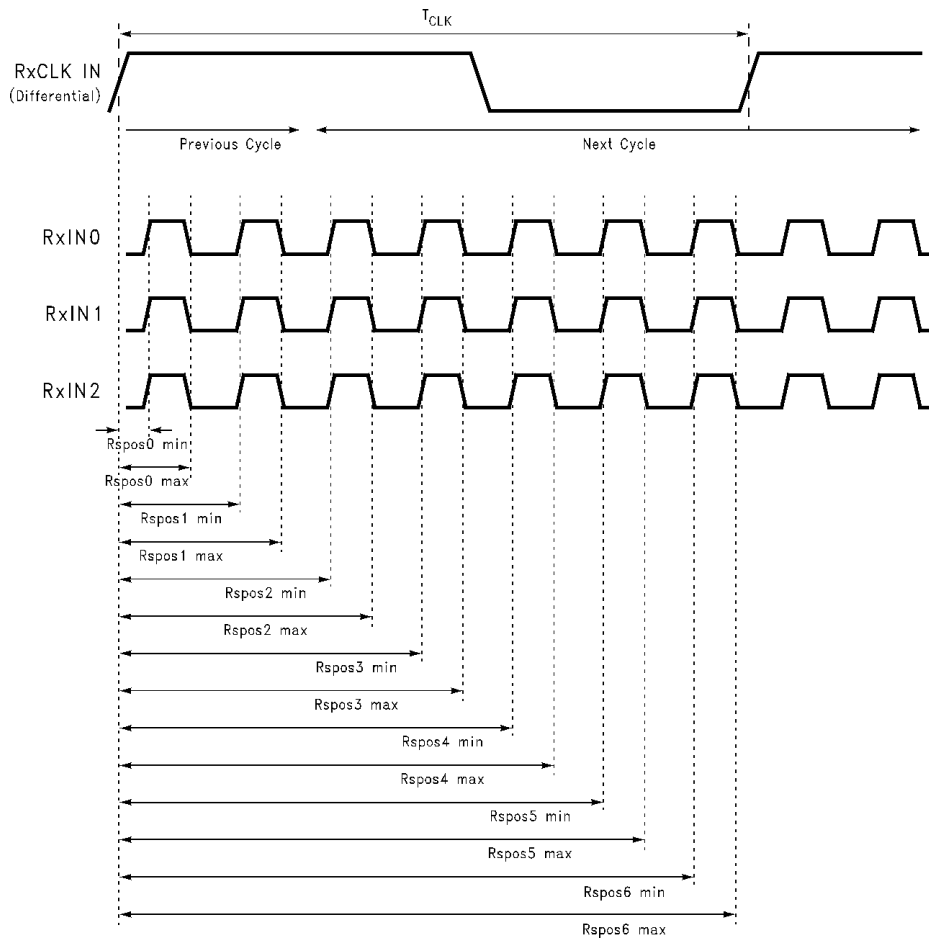 TCLK
RxCLK IN
(Differential)
Previous Cycle
Next Cycle
RxIN0
RxIN1
RxIN2
Rspos0 min
Rspos0 max
Rspos1 min
Rspos1 max
Rspos2 min
Rspos2 max
Rspos3 min
Rspos3 max
Rspos4 min
Rspos4 max
Rspos5 min
Rspos5 max
Rspos6 min
Rspos6 max